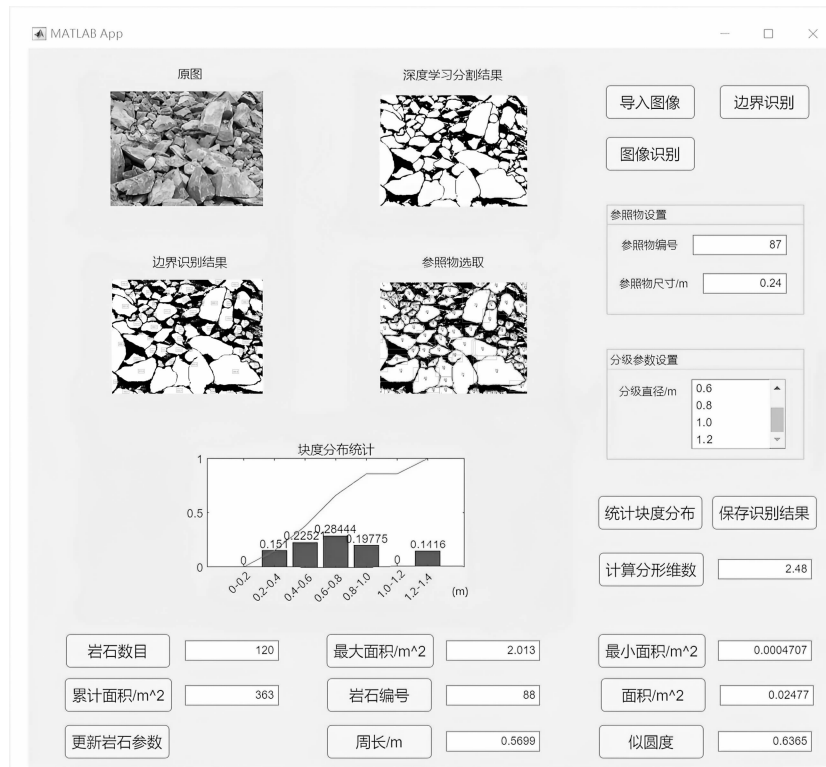 MATLAB App
原图
深度学习分割结果
导入图像
边界识别
图像识别
参照物设置
参照物编号 87
参照物尺寸/m 0.24
边界识别结果
参照物选取
分级参数设置
分级直径/m
0.6
0.8
1.0
1.2
块度分布统计
1
0.5
0
0 0.151 0.2252 0.28444 0.19775 0 0.1416
0-0.2 0.2-0.4 0.4-0.6 0.6-0.8 0.8-1.0 1.0-1.2 1.2-1.4 (m)
统计块度分布
保存识别结果
计算分形维数 2.48
岩石数目 120 最大面积/m^2 2.013 最小面积/m^2 0.0004707
累计面积/m^2 363 岩石编号 88 面积/m^2 0.02477
更新岩石参数 周长/m 0.5699 似圆度 0.6365